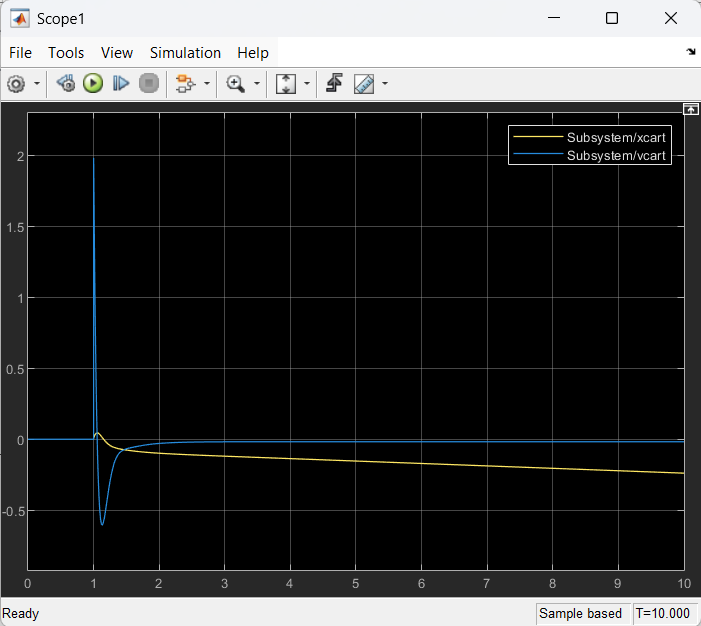 Scope1
File Tools View Simulation Help
Subsystem/xcart
Subsystem/vcart
2
1.5
1
0.5
0
-0.5
0 1 2 3 4 5 6 7 8 9 10
Ready Sample based T=10.000